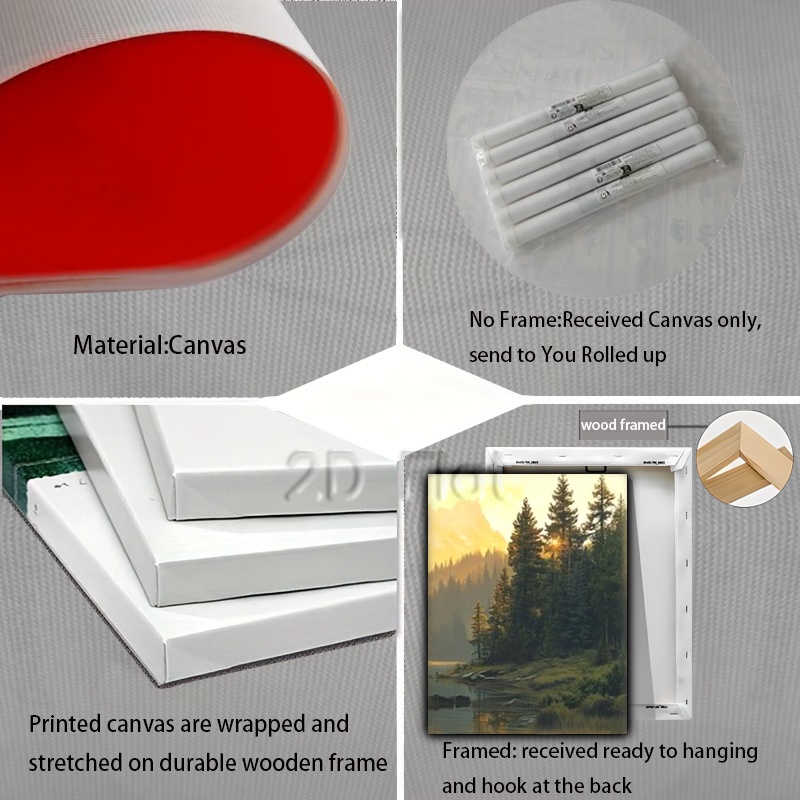 Material:Canvas
No Frame:Received Canvas only,
send to You Rolled up
2D Flat
wood framed
Printed canvas are wrapped and
stretched on durable wooden frame
Framed: received ready to hanging
and hook at the back